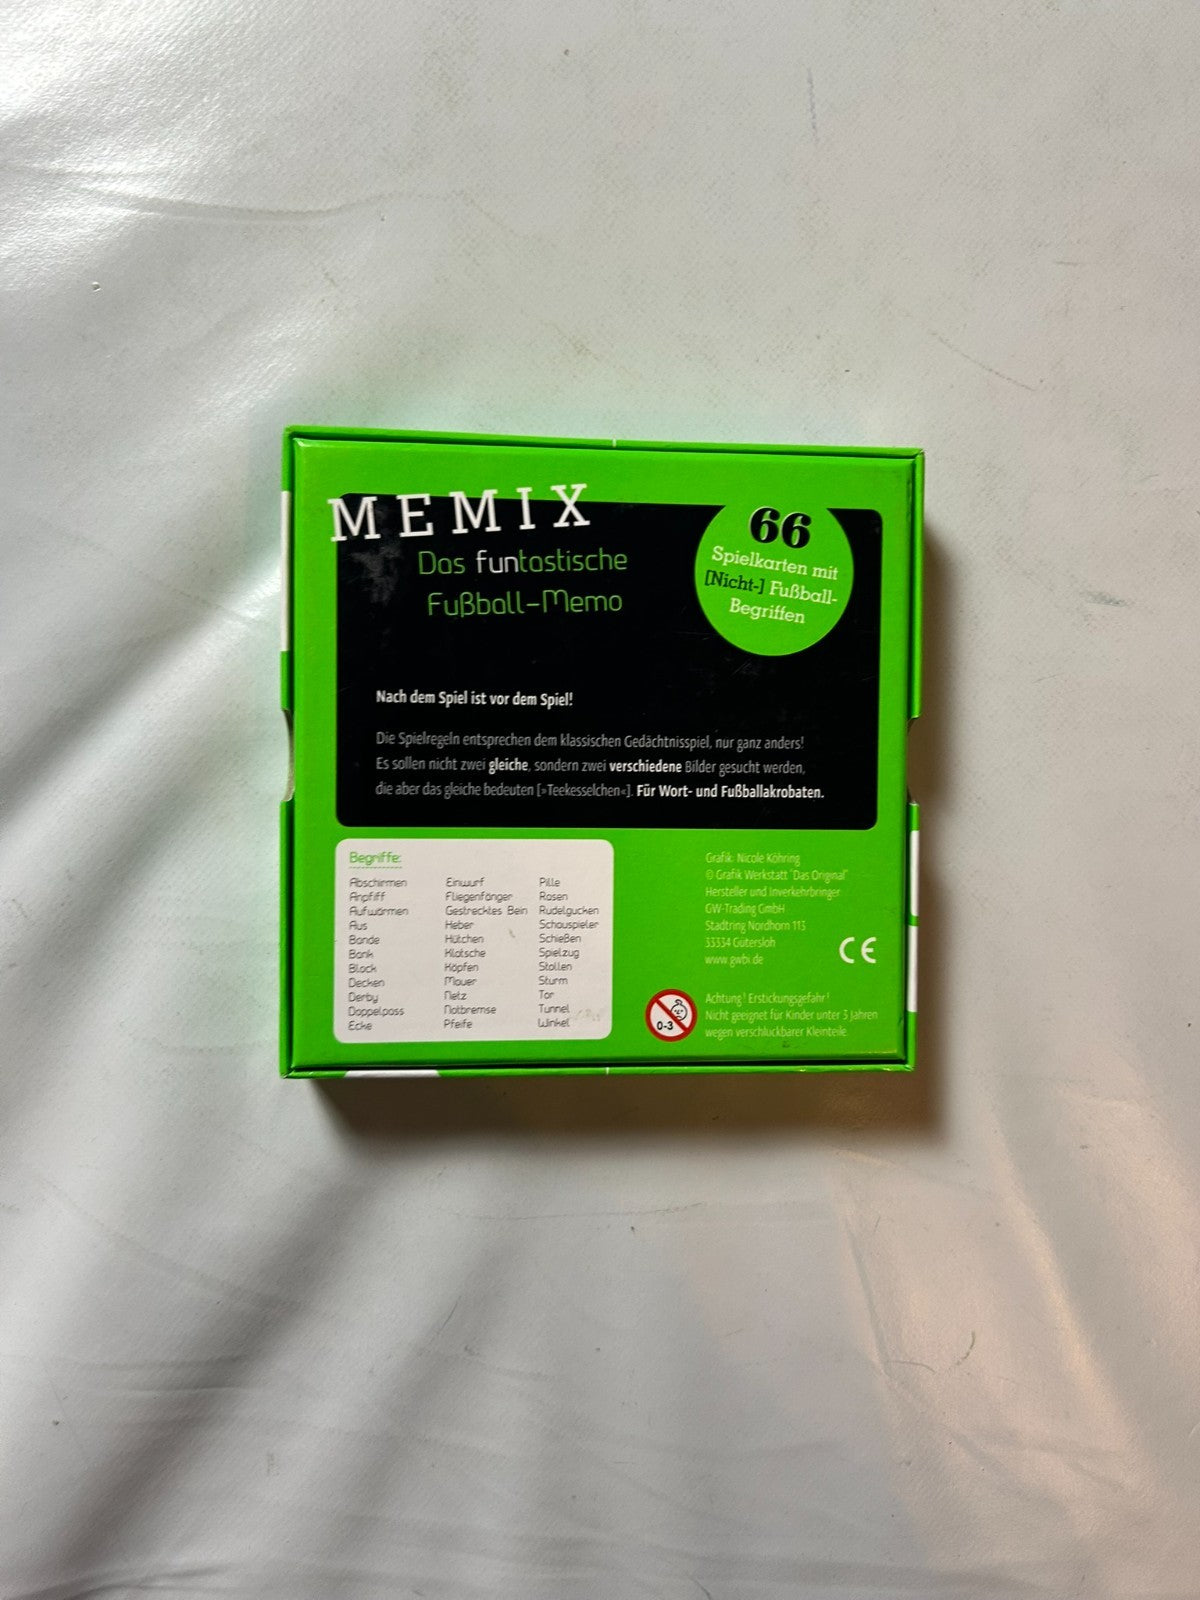 MEMIX
Das funtastische
Fußball-Memo
66
Spielkarten mit
[Nicht-] Fußball-
Begriffen
Nach dem Spiel ist vor dem Spiel!
Die Spielregeln entsprechen dem klassischen Gedächtnisspiel, nur ganz anders!
Es sollen nicht zwei gleiche, sondern zwei verschiedene Bilder gesucht werden,
die aber das gleiche bedeuten [»Teekesselchen«]. Für Wort- und Fußballakrobaten.
Begriffe:
Abschirmen
Anpfiff
Aufwärmen
Aus
Bande
Bank
Block
Decken
Derby
Doppelpass
Ecke
Einwurf
Fliegenfänger
Gestrecktes Bein
Heber
Hütchen
Klatsche
Köpfen
Mauer
Netz
Notbremse
Pfeife
Pille
Rasen
Rudelgucken
Schauspieler
Schießen
Spielzug
Stollen
Sturm
Tor
Tunnel
Winkel
Grafik: Nicole Köhring
© Grafik Werkstatt "Das Original"
Hersteller und Inverkehrbringer
GW-Trading GmbH
Stadtring Nordhorn 113
33334 Gütersloh
www.gwbi.de
CE
0-3
Achtung! Erstickungsgefahr!
Nicht geeignet für Kinder unter 3 Jahren
wegen verschluckbarer Kleinteile.